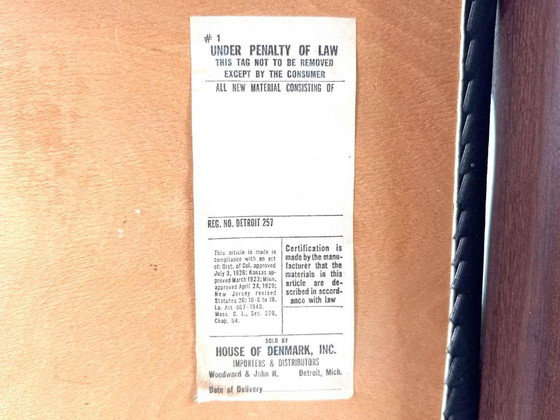 # 1
UNDER PENALTY OF LAW
THIS TAG NOT TO BE REMOVED
EXCEPT BY THE CONSUMER
ALL NEW MATERIAL CONSISTING OF
REG. NO. DETROIT 257
This article is made in
compliance with an act
of: Dist. of Col. approved
July 3, 1926; Kansas ap-
proved March 1923; Minn.
approved April 24, 1929;
New Jersey revised
Statutes 26: 10-6 to 18.
La. Act 467-1948.
Mass. C. L., Sec. 270,
Chap. 94.
Certification is
made by the manu-
facturer that the
materials in this
article are de-
scribed in accord-
ance with law
SOLD BY
HOUSE OF DENMARK, INC.
IMPORTERS & DISTRIBUTORS
Woodward & John R. Detroit, Mich.
Date of Delivery